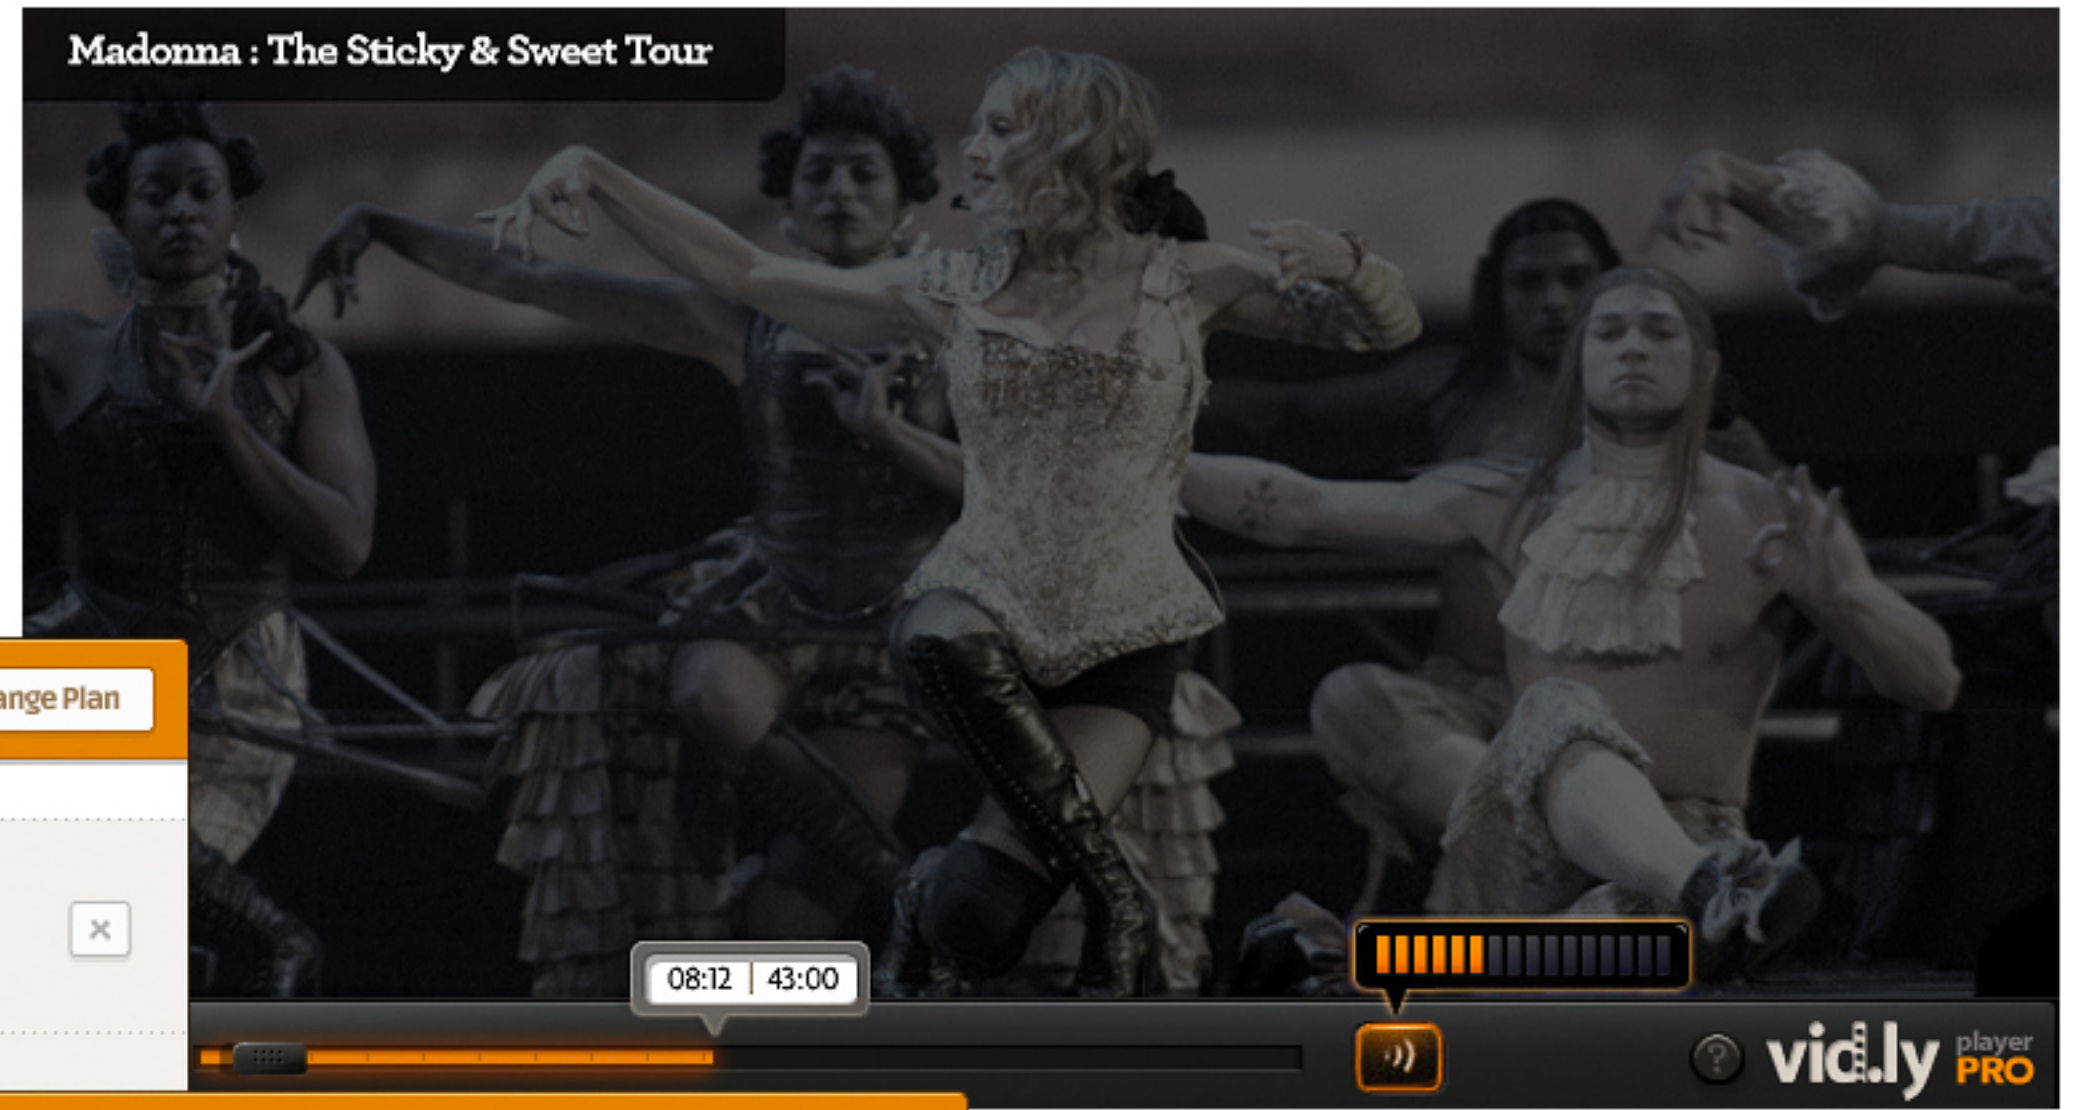 Madonna : The Sticky & Sweet Tour
ange Plan
08:12 | 43:00
?
vid.ly player PRO